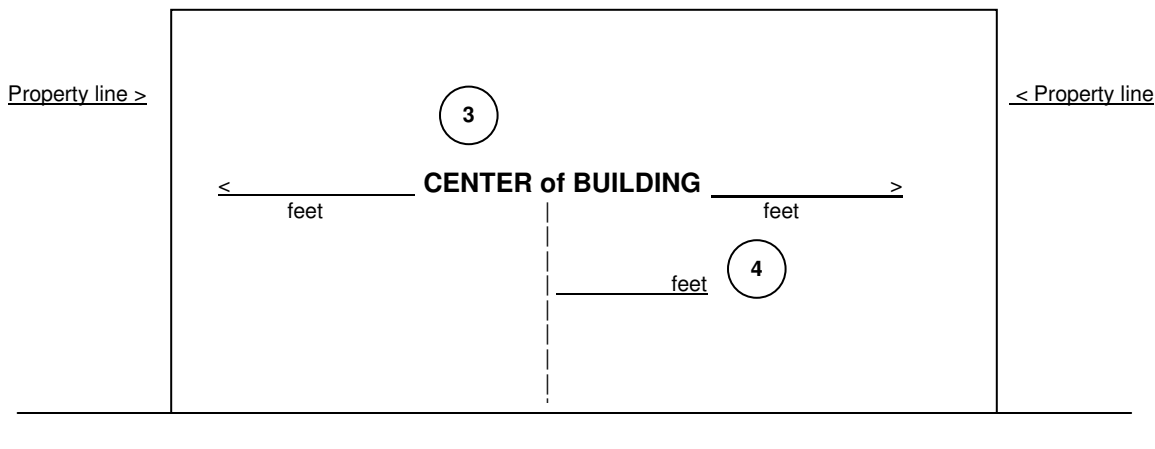 Property line >
< Property line
3
< CENTER of BUILDING >
feet feet
4
feet